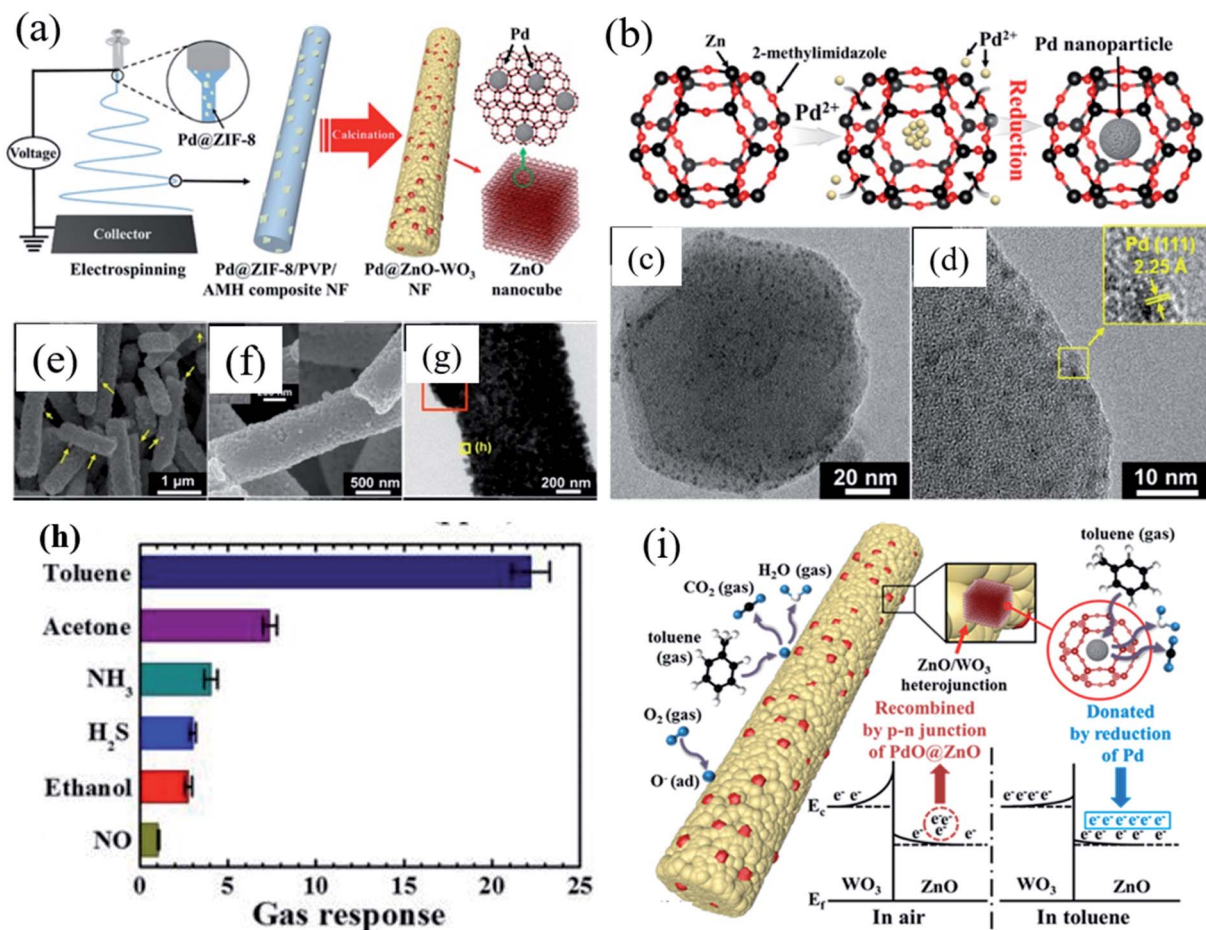 (a)
Pd@ZIF-8
Voltage
Collector
Electrospinning
Calcination
Pd@ZIF-8/PVP/
AMH composite NF
Pd@ZnO-WO₃
NF
Pd
ZnO
nanocube
(b)
Zn
2-methylimidazole
Pd²⁺
Pd²⁺
Reduction
Pd nanoparticle
(c)
20 nm
(d)
Pd (111)
2.25 Å
10 nm
(e)
1 µm
(f)
500 nm
(g)
(h)
200 nm
(h)
Toluene
Acetone
NH₃
H₂S
Ethanol
NO
0 5 10 15 20 25
Gas response
(i)
CO₂ (gas)
H₂O (gas)
toluene
(gas)
O₂ (gas)
O⁻ (ad)
ZnO/WO₃
heterojunction
toluene (gas)
Recombined
by p-n junction
of PdO@ZnO
Donated
by reduction
of Pd
E꜀
e⁻ e⁻
e⁻
e⁻e⁻
e⁻
e⁻
e⁻e⁻e⁻e⁻
e⁻ e⁻ e⁻ e⁻ e⁻ e⁻
e⁻ e⁻ e⁻ e⁻ e⁻
WO₃
ZnO
WO₃
ZnO
E_f
In air
In toluene